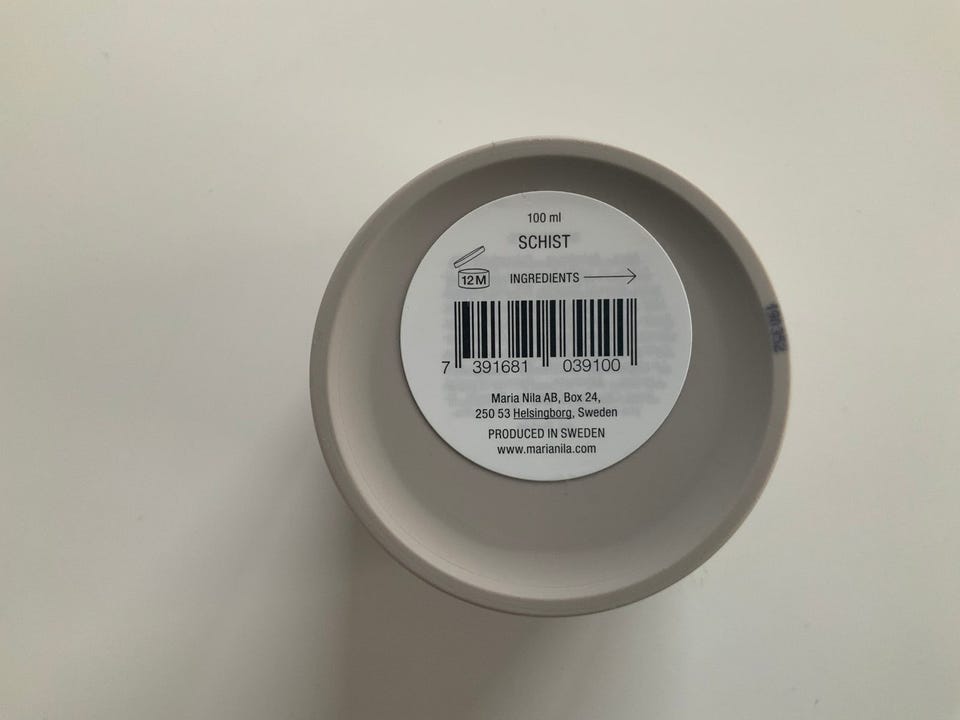 100 ml
SCHIST
12 M
INGREDIENTS
7 391681 039100
Maria Nila AB, Box 24,
250 53 Helsingborg, Sweden
PRODUCED IN SWEDEN
www.marianila.com